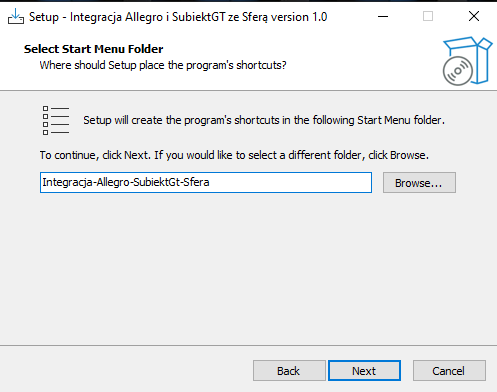 Setup - Integracja Allegro i SubiektGT ze Sferą version 1.0
Select Start Menu Folder
Where should Setup place the program's shortcuts?
Setup will create the program's shortcuts in the following Start Menu folder.
To continue, click Next. If you would like to select a different folder, click Browse.
Integracja-Allegro-SubiektGt-Sfera
Browse...
Back
Next
Cancel